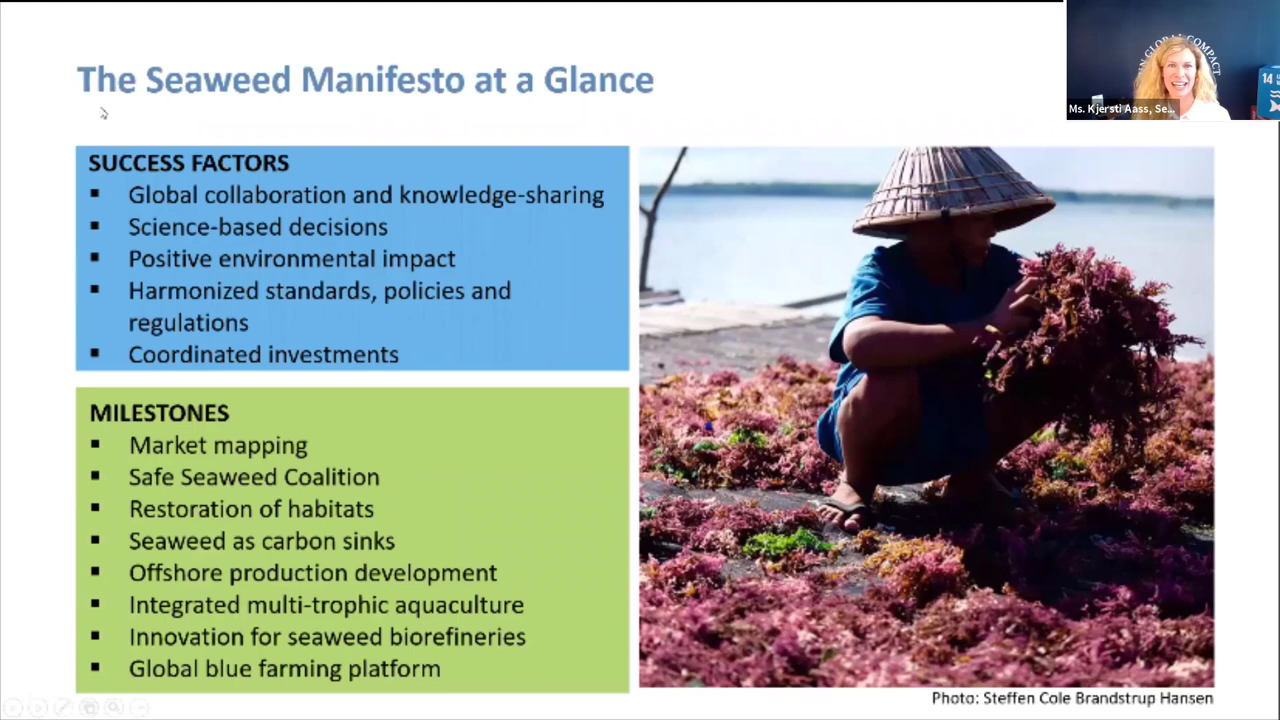 The Seaweed Manifesto at a Glance
GLOBAL COMPACT
14
Ms. Kjersti Aass, Se...
SUCCESS FACTORS
▪ Global collaboration and knowledge-sharing
▪ Science-based decisions
▪ Positive environmental impact
▪ Harmonized standards, policies and
regulations
▪ Coordinated investments
MILESTONES
▪ Market mapping
▪ Safe Seaweed Coalition
▪ Restoration of habitats
▪ Seaweed as carbon sinks
▪ Offshore production development
▪ Integrated multi-trophic aquaculture
▪ Innovation for seaweed biorefineries
▪ Global blue farming platform
Photo: Steffen Cole Brandstrup Hansen